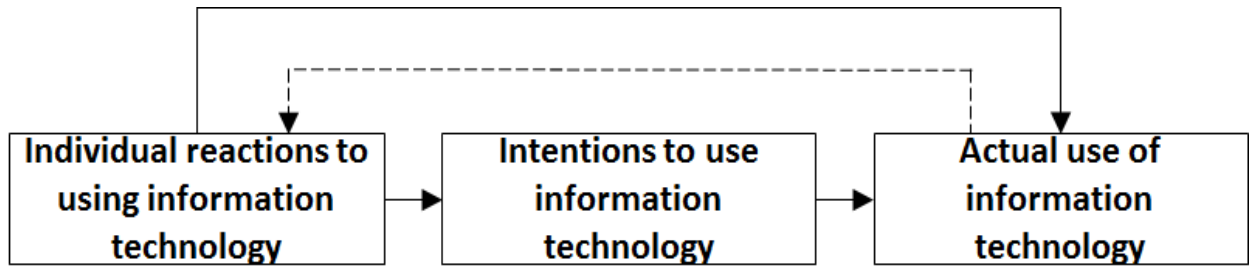 Individual reactions to
using information
technology
Intentions to use
information
technology
Actual use of
information
technology